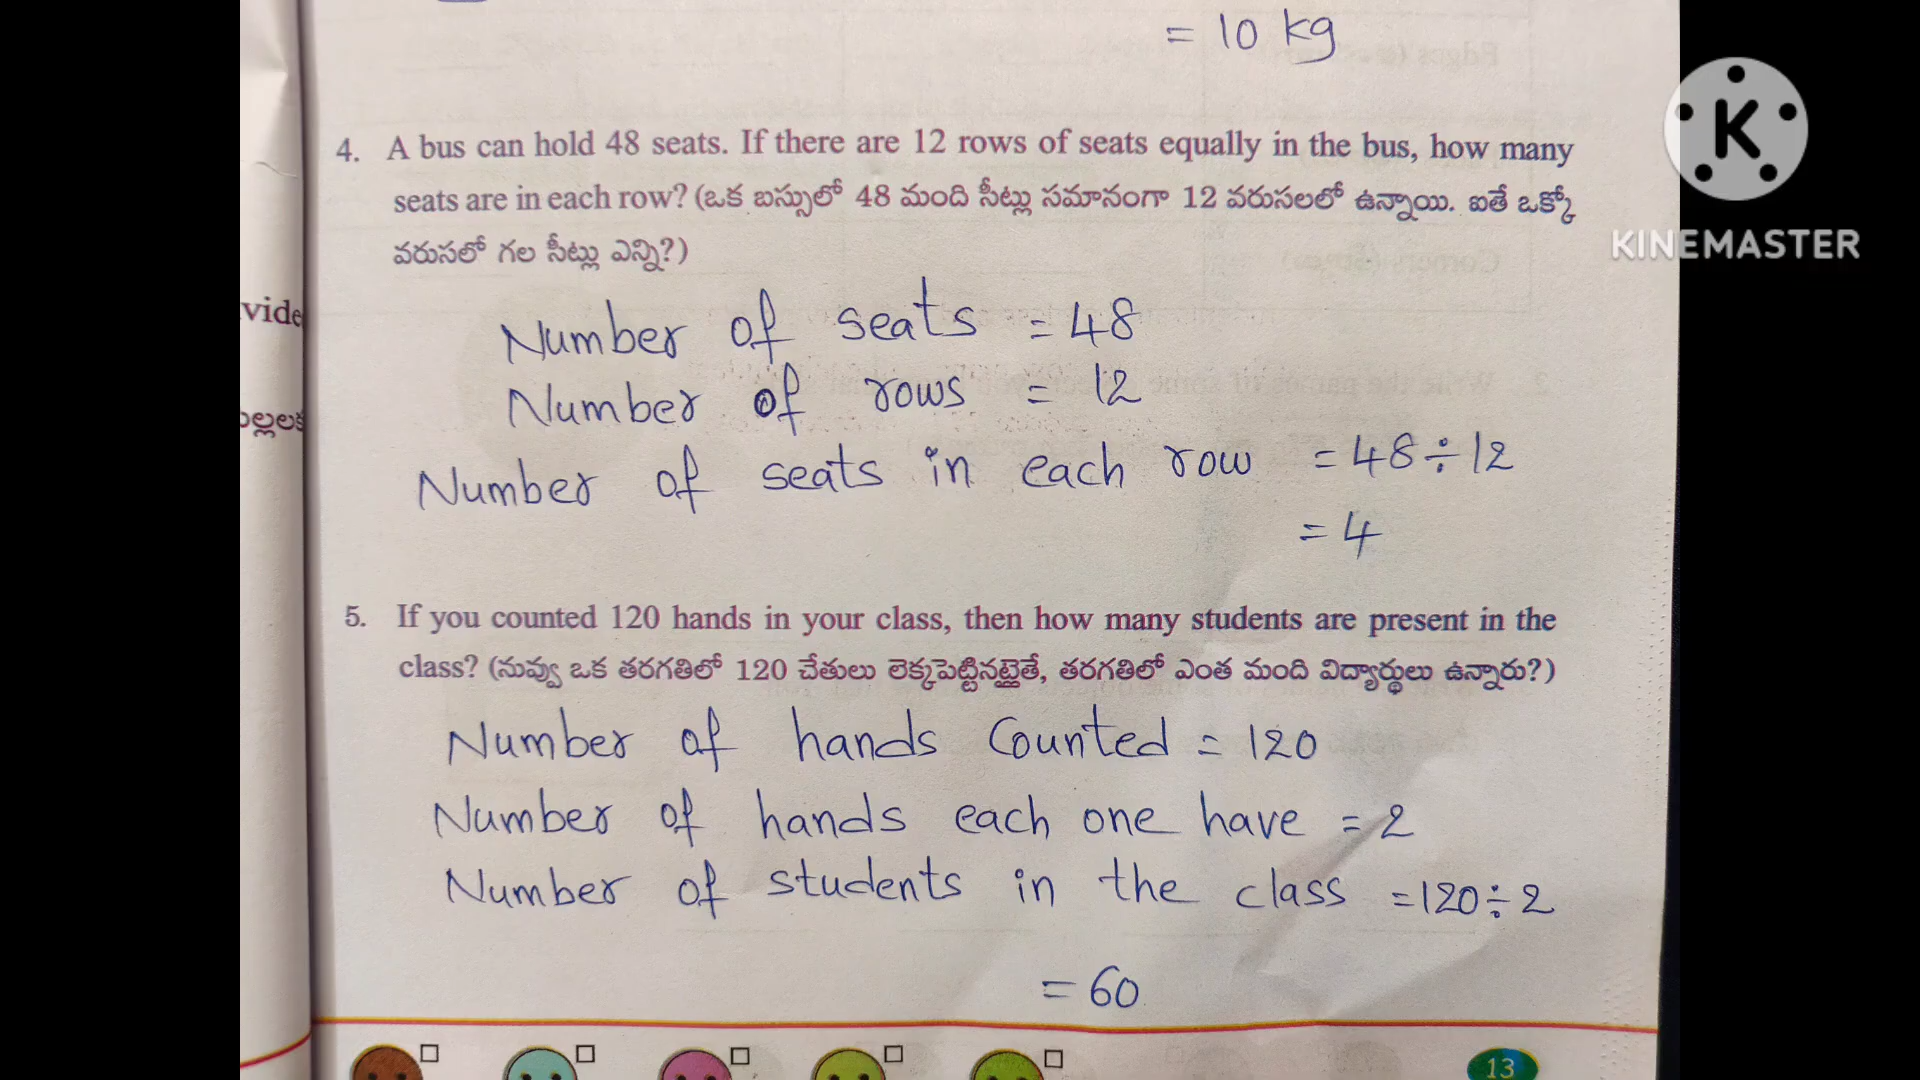 = 10 kg
4. A bus can hold 48 seats. If there are 12 rows of seats equally in the bus, how many
seats are in each row? (ఒక బస్సులో 48 మంది సీట్లు సమానంగా 12 వరుసలలో ఉన్నాయి. ఐతే ఒక్కో
వరుసలో గల సీట్లు ఎన్ని?)
vide
Number of seats = 48
Number of rows = 12
ల్లలకి
Number of seats in each row = 48 ÷ 12
= 4
5. If you counted 120 hands in your class, then how many students are present in the
class? (నువ్వు ఒక తరగతిలో 120 చేతులు లెక్కపెట్టినట్లైతే, తరగతిలో ఎంత మంది విద్యార్థులు ఉన్నారు?)
Number of hands Counted = 120
Number of hands each one have = 2
Number of students in the class = 120 ÷ 2
= 60
13
K
KINEMASTER